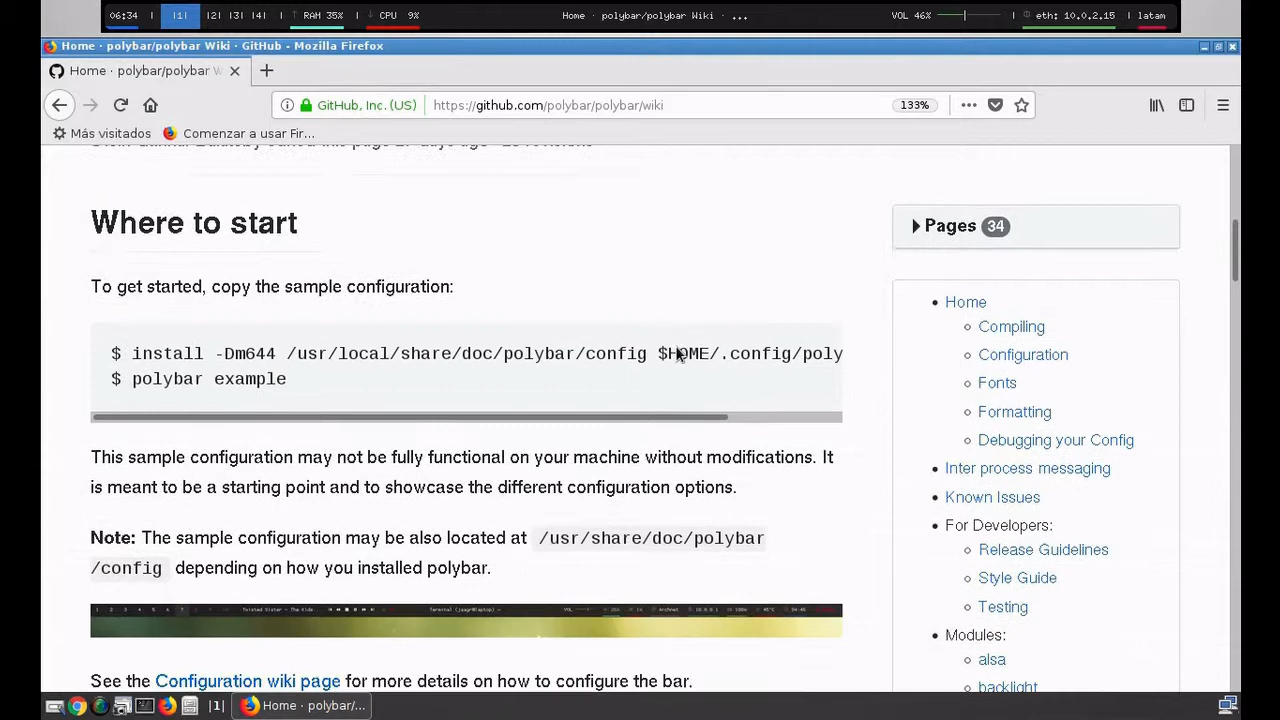 06:34 |1| |2| |3| |4| RAM 35% CPU 9% Home · polybar/polybar Wiki · ... VOL 46% eth: 10.0.2.15 latam
Home · polybar/polybar Wiki · GitHub - Mozilla Firefox
Home · polybar/polybar W
GitHub, Inc. (US) https://github.com/polybar/polybar/wiki 133%
Más visitados Comenzar a usar Fir...
Where to start
Pages 34
To get started, copy the sample configuration:
$ install -Dm644 /usr/local/share/doc/polybar/config $HOME/.config/poly
$ polybar example
This sample configuration may not be fully functional on your machine without modifications. It
is meant to be a starting point and to showcase the different configuration options.
Note: The sample configuration may be also located at /usr/share/doc/polybar
/config depending on how you installed polybar.
See the Configuration wiki page for more details on how to configure the bar.
Home
Compiling
Configuration
Fonts
Formatting
Debugging your Config
Inter process messaging
Known Issues
For Developers:
Release Guidelines
Style Guide
Testing
Modules:
alsa
backlight
|1| Home · polybar/...